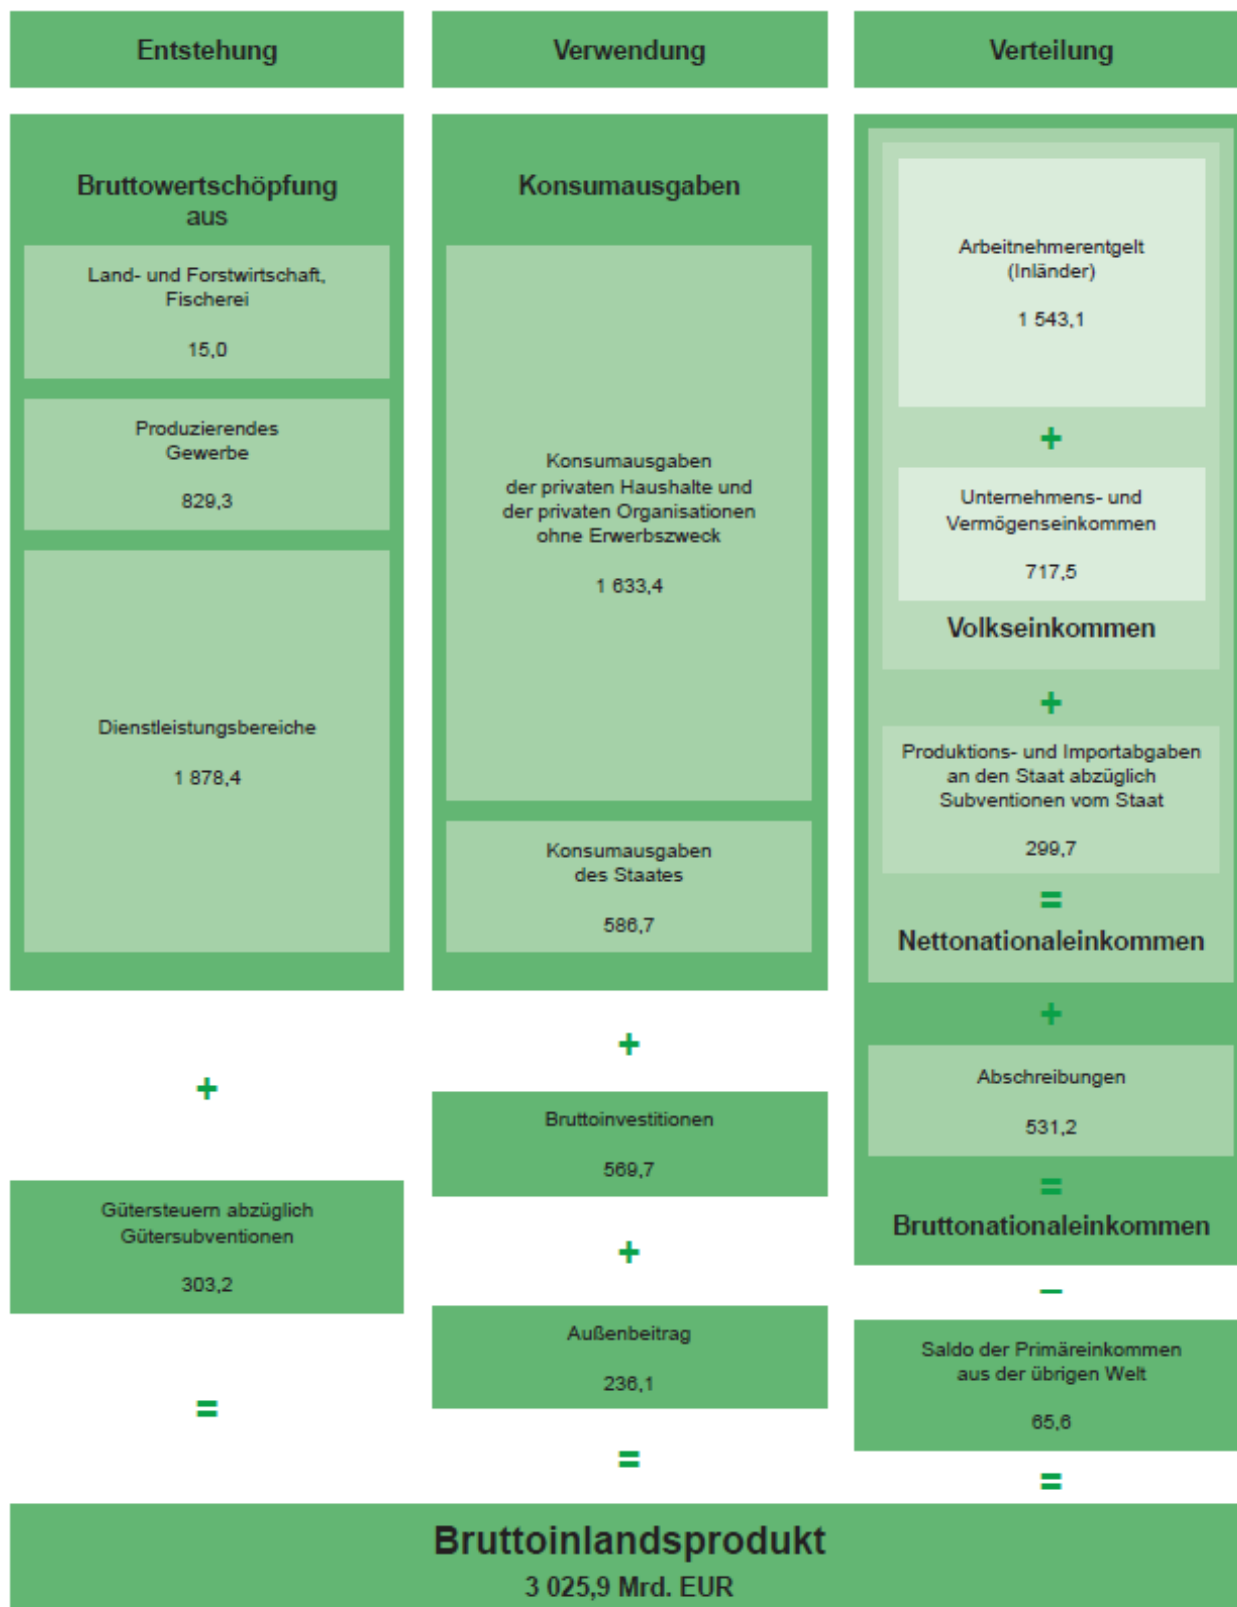 Entstehung
Verwendung
Verteilung
Bruttowertschöpfung
aus
Land- und Forstwirtschaft,
Fischerei
15,0
Produzierendes
Gewerbe
829,3
Dienstleistungsbereiche
1 878,4
+
Gütersteuern abzüglich
Gütersubventionen
303,2
=
Konsumausgaben
Konsumausgaben
der privaten Haushalte und
der privaten Organisationen
ohne Erwerbszweck
1 633,4
Konsumausgaben
des Staates
586,7
+
Bruttoinvestitionen
569,7
+
Außenbeitrag
236,1
=
Arbeitnehmerentgelt
(Inländer)
1 543,1
+
Unternehmens- und
Vermögenseinkommen
717,5
Volkseinkommen
+
Produktions- und Importabgaben
an den Staat abzüglich
Subventionen vom Staat
299,7
=
Nettonationaleinkommen
+
Abschreibungen
531,2
=
Bruttonationaleinkommen
–
Saldo der Primäreinkommen
aus der übrigen Welt
65,6
=
Bruttoinlandsprodukt
3 025,9 Mrd. EUR